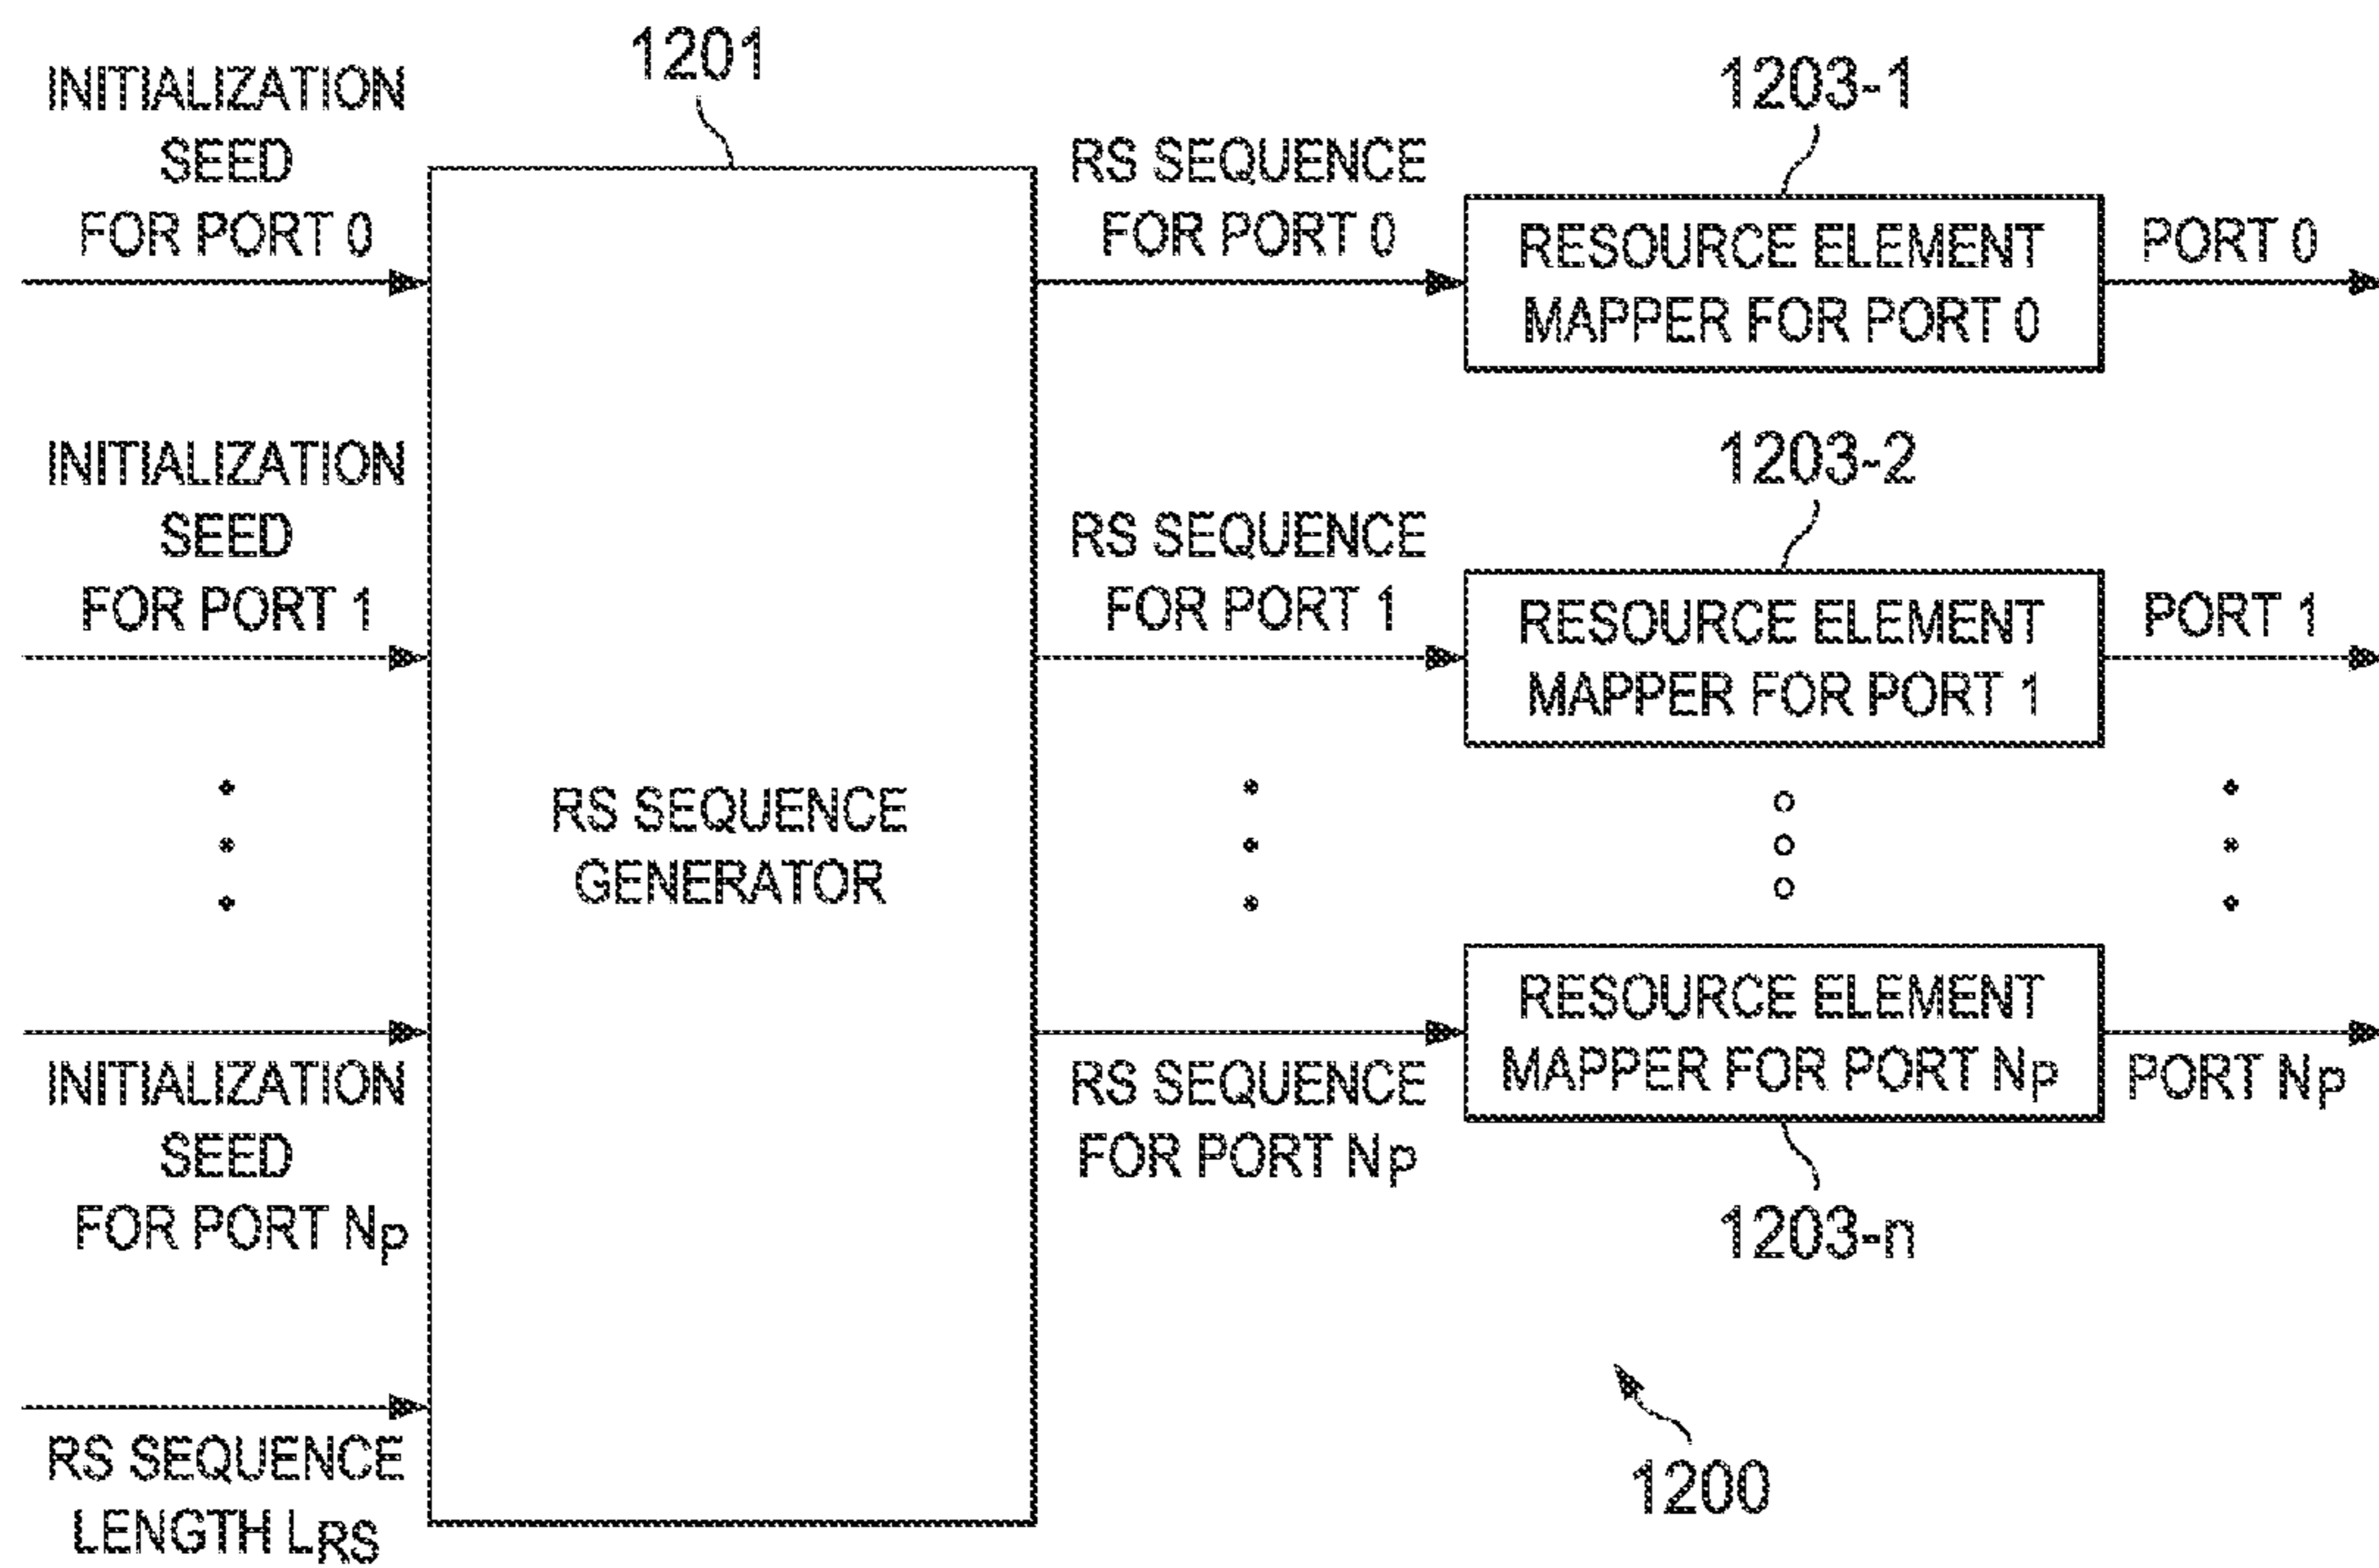 1201
1203-1
INITIALIZATION
SEED
FOR PORT 0
RS SEQUENCE
FOR PORT 0
RESOURCE ELEMENT
MAPPER FOR PORT 0
PORT 0
1203-2
INITIALIZATION
SEED
FOR PORT 1
RS SEQUENCE
FOR PORT 1
RESOURCE ELEMENT
MAPPER FOR PORT 1
PORT 1
RS SEQUENCE
GENERATOR
INITIALIZATION
SEED
FOR PORT NP
RS SEQUENCE
FOR PORT NP
RESOURCE ELEMENT
MAPPER FOR PORT NP
PORT NP
1203-n
RS SEQUENCE
LENGTH LRS
1200